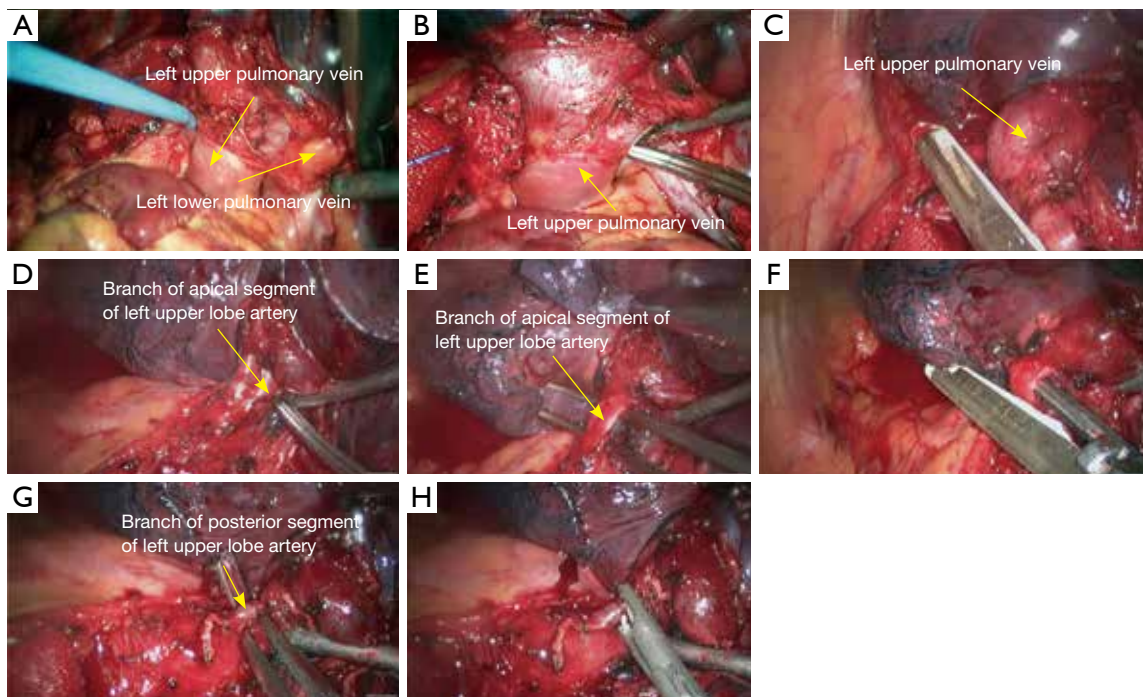 A
Left upper pulmonary vein
Left lower pulmonary vein
B
Left upper pulmonary vein
C
Left upper pulmonary vein
D
Branch of apical segment
of left upper lobe artery
E
Branch of apical segment of
left upper lobe artery
F
G
Branch of posterior segment
of left upper lobe artery
H